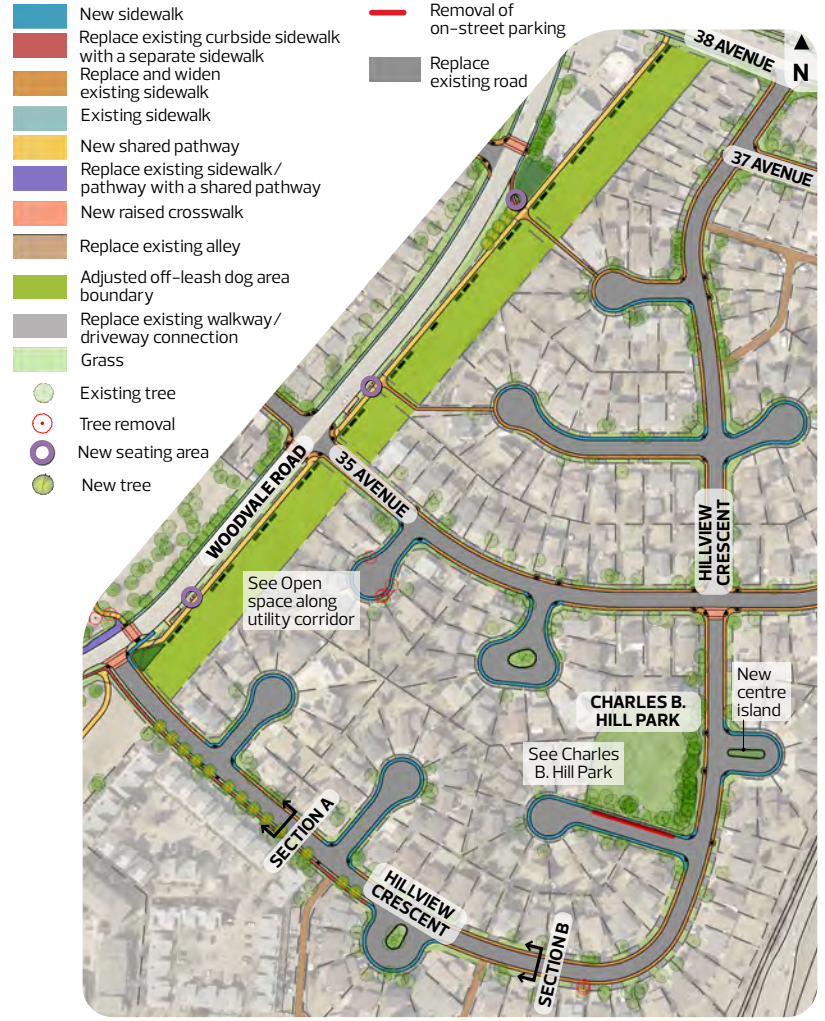 New sidewalk
Replace existing curbside sidewalk
with a separate sidewalk
Replace and widen
existing sidewalk
Existing sidewalk
New shared pathway
Replace existing sidewalk/
pathway with a shared pathway
New raised crosswalk
Replace existing alley
Adjusted off-leash dog area
boundary
Replace existing walkway/
driveway connection
Grass
Existing tree
Tree removal
New seating area
New tree
Removal of
on-street parking
Replace
existing road
38 AVENUE
N
37 AVENUE
WOODVALE ROAD
35 AVENUE
HILLVIEW
CRESCENT
See Open
space along
utility corridor
CHARLES B.
HILL PARK
New
centre
island
See Charles
B. Hill Park
SECTION A
HILLVIEW
CRESCENT
SECTION B